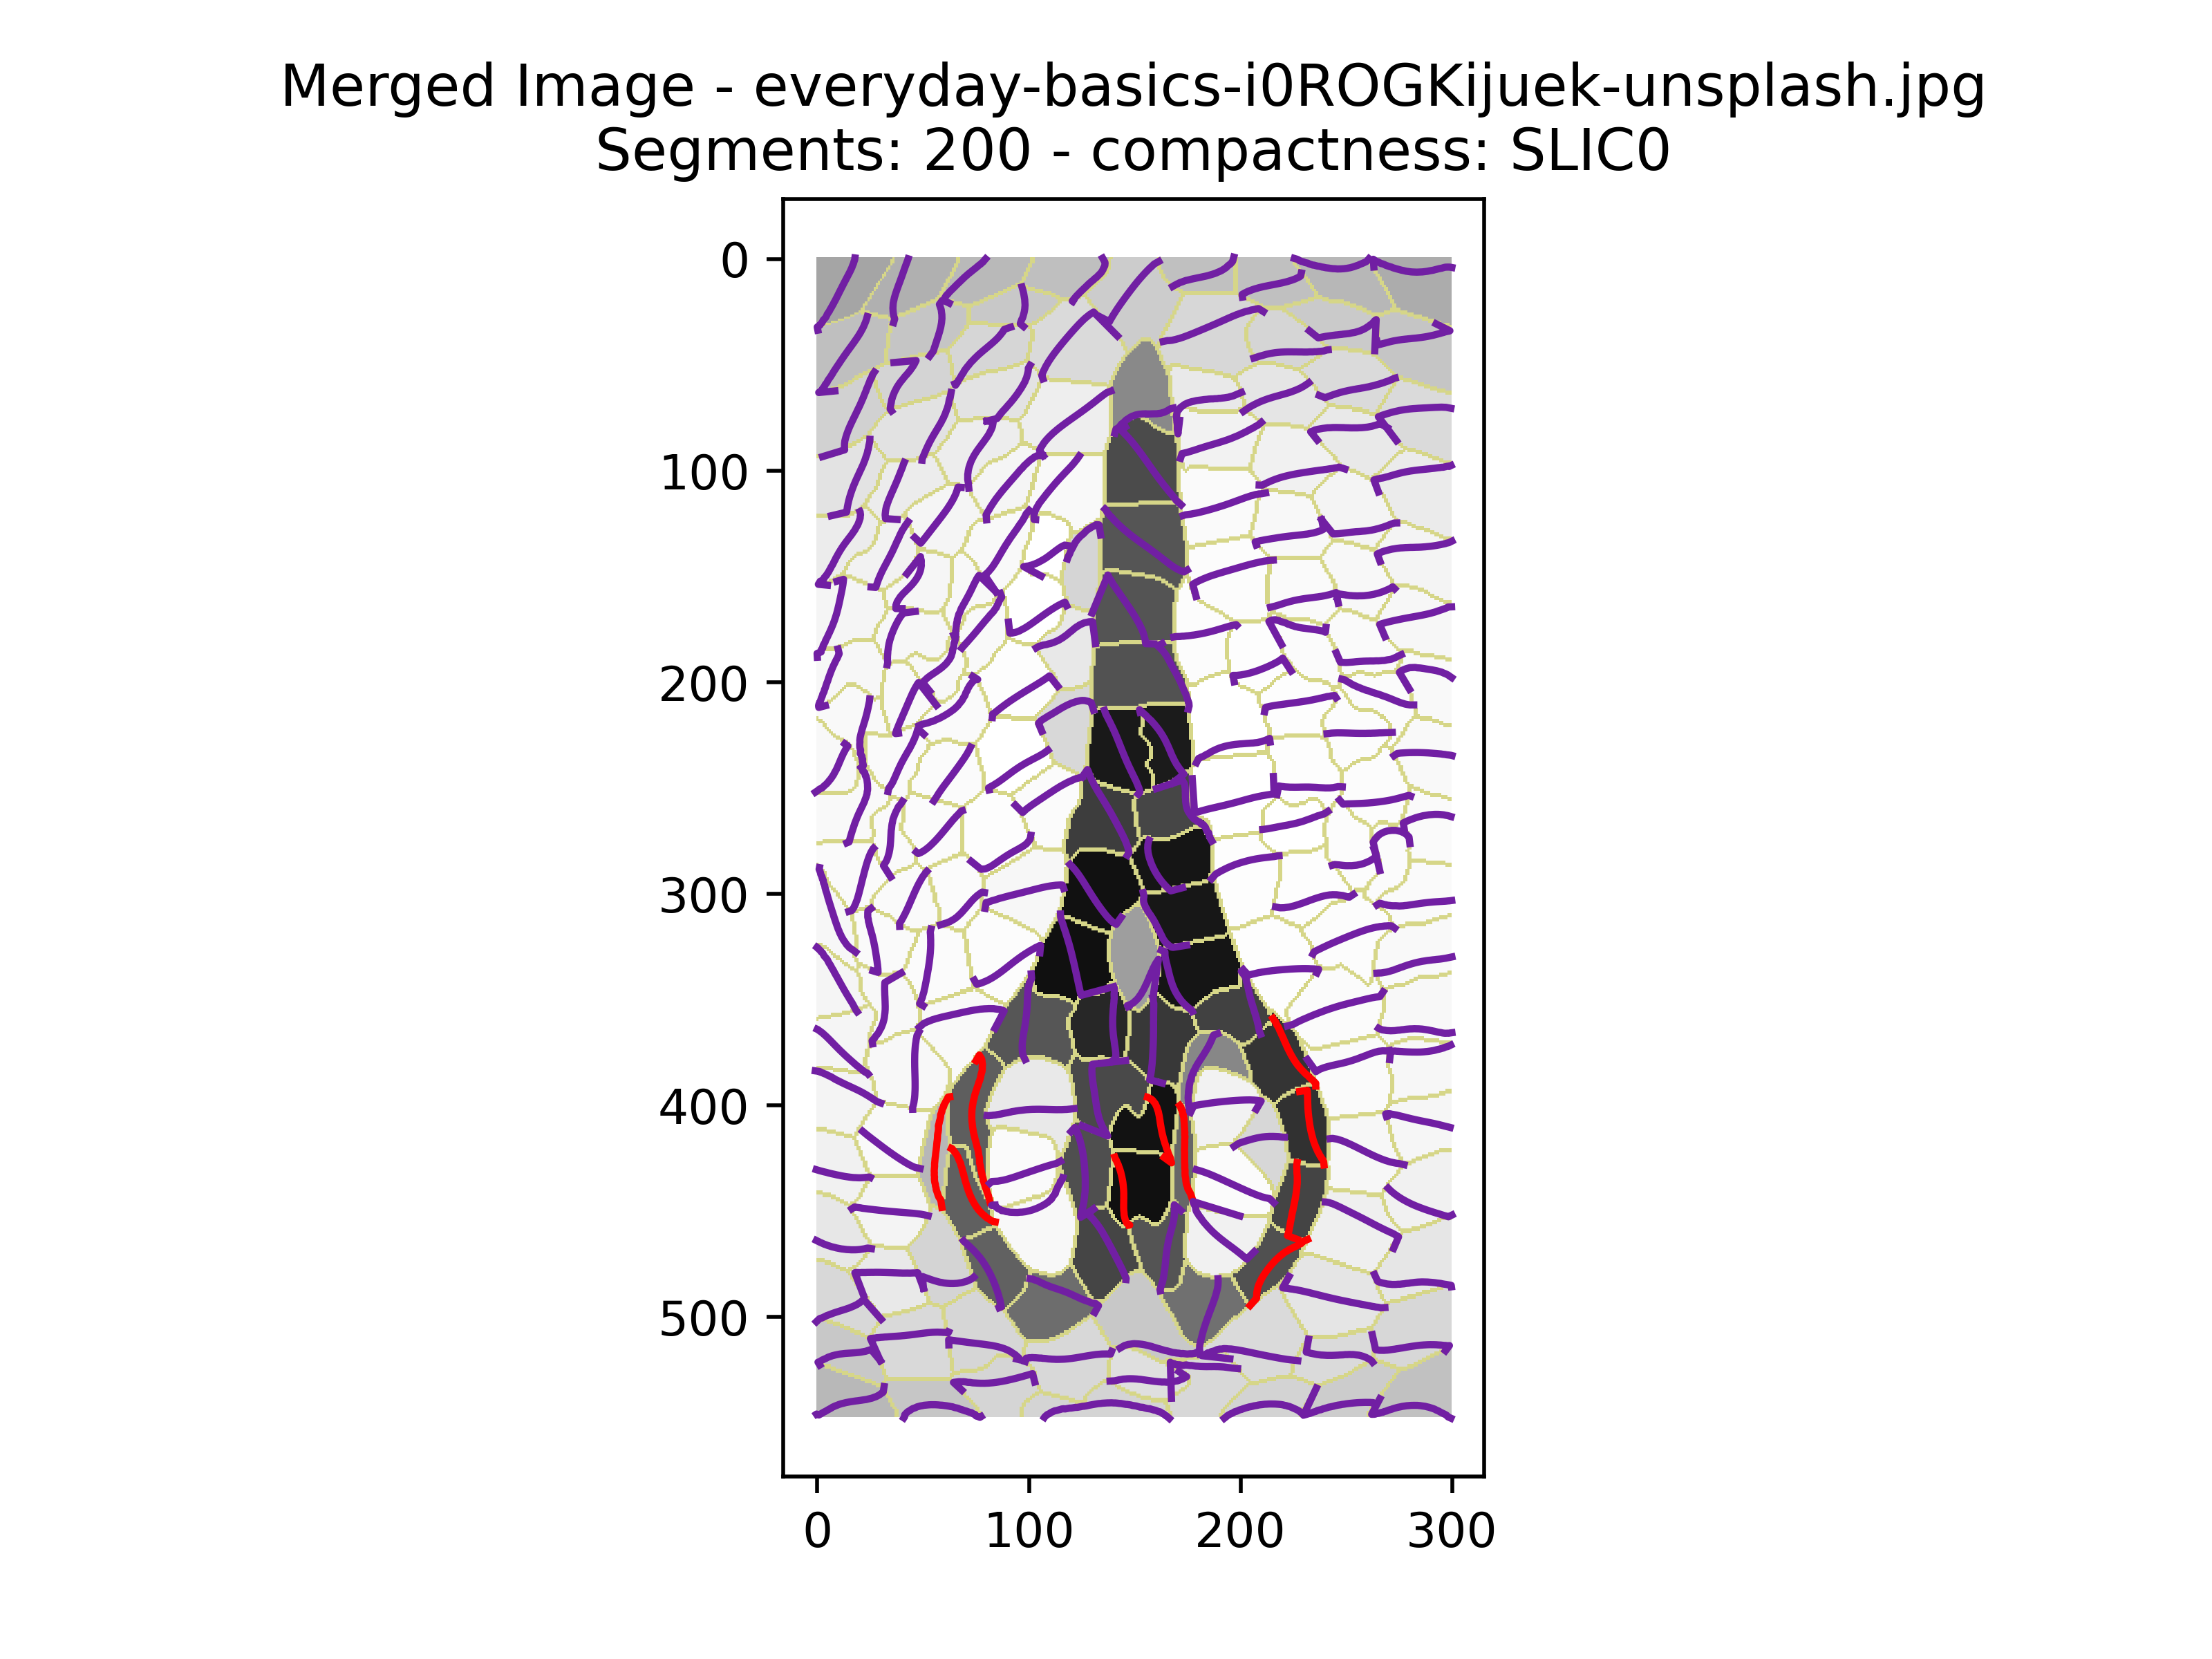 Merged Image - everyday-basics-i0ROGKijuek-unsplash.jpg
Segments: 200 - compactness: SLIC0
0
100
200
300
400
500
0 100 200 300